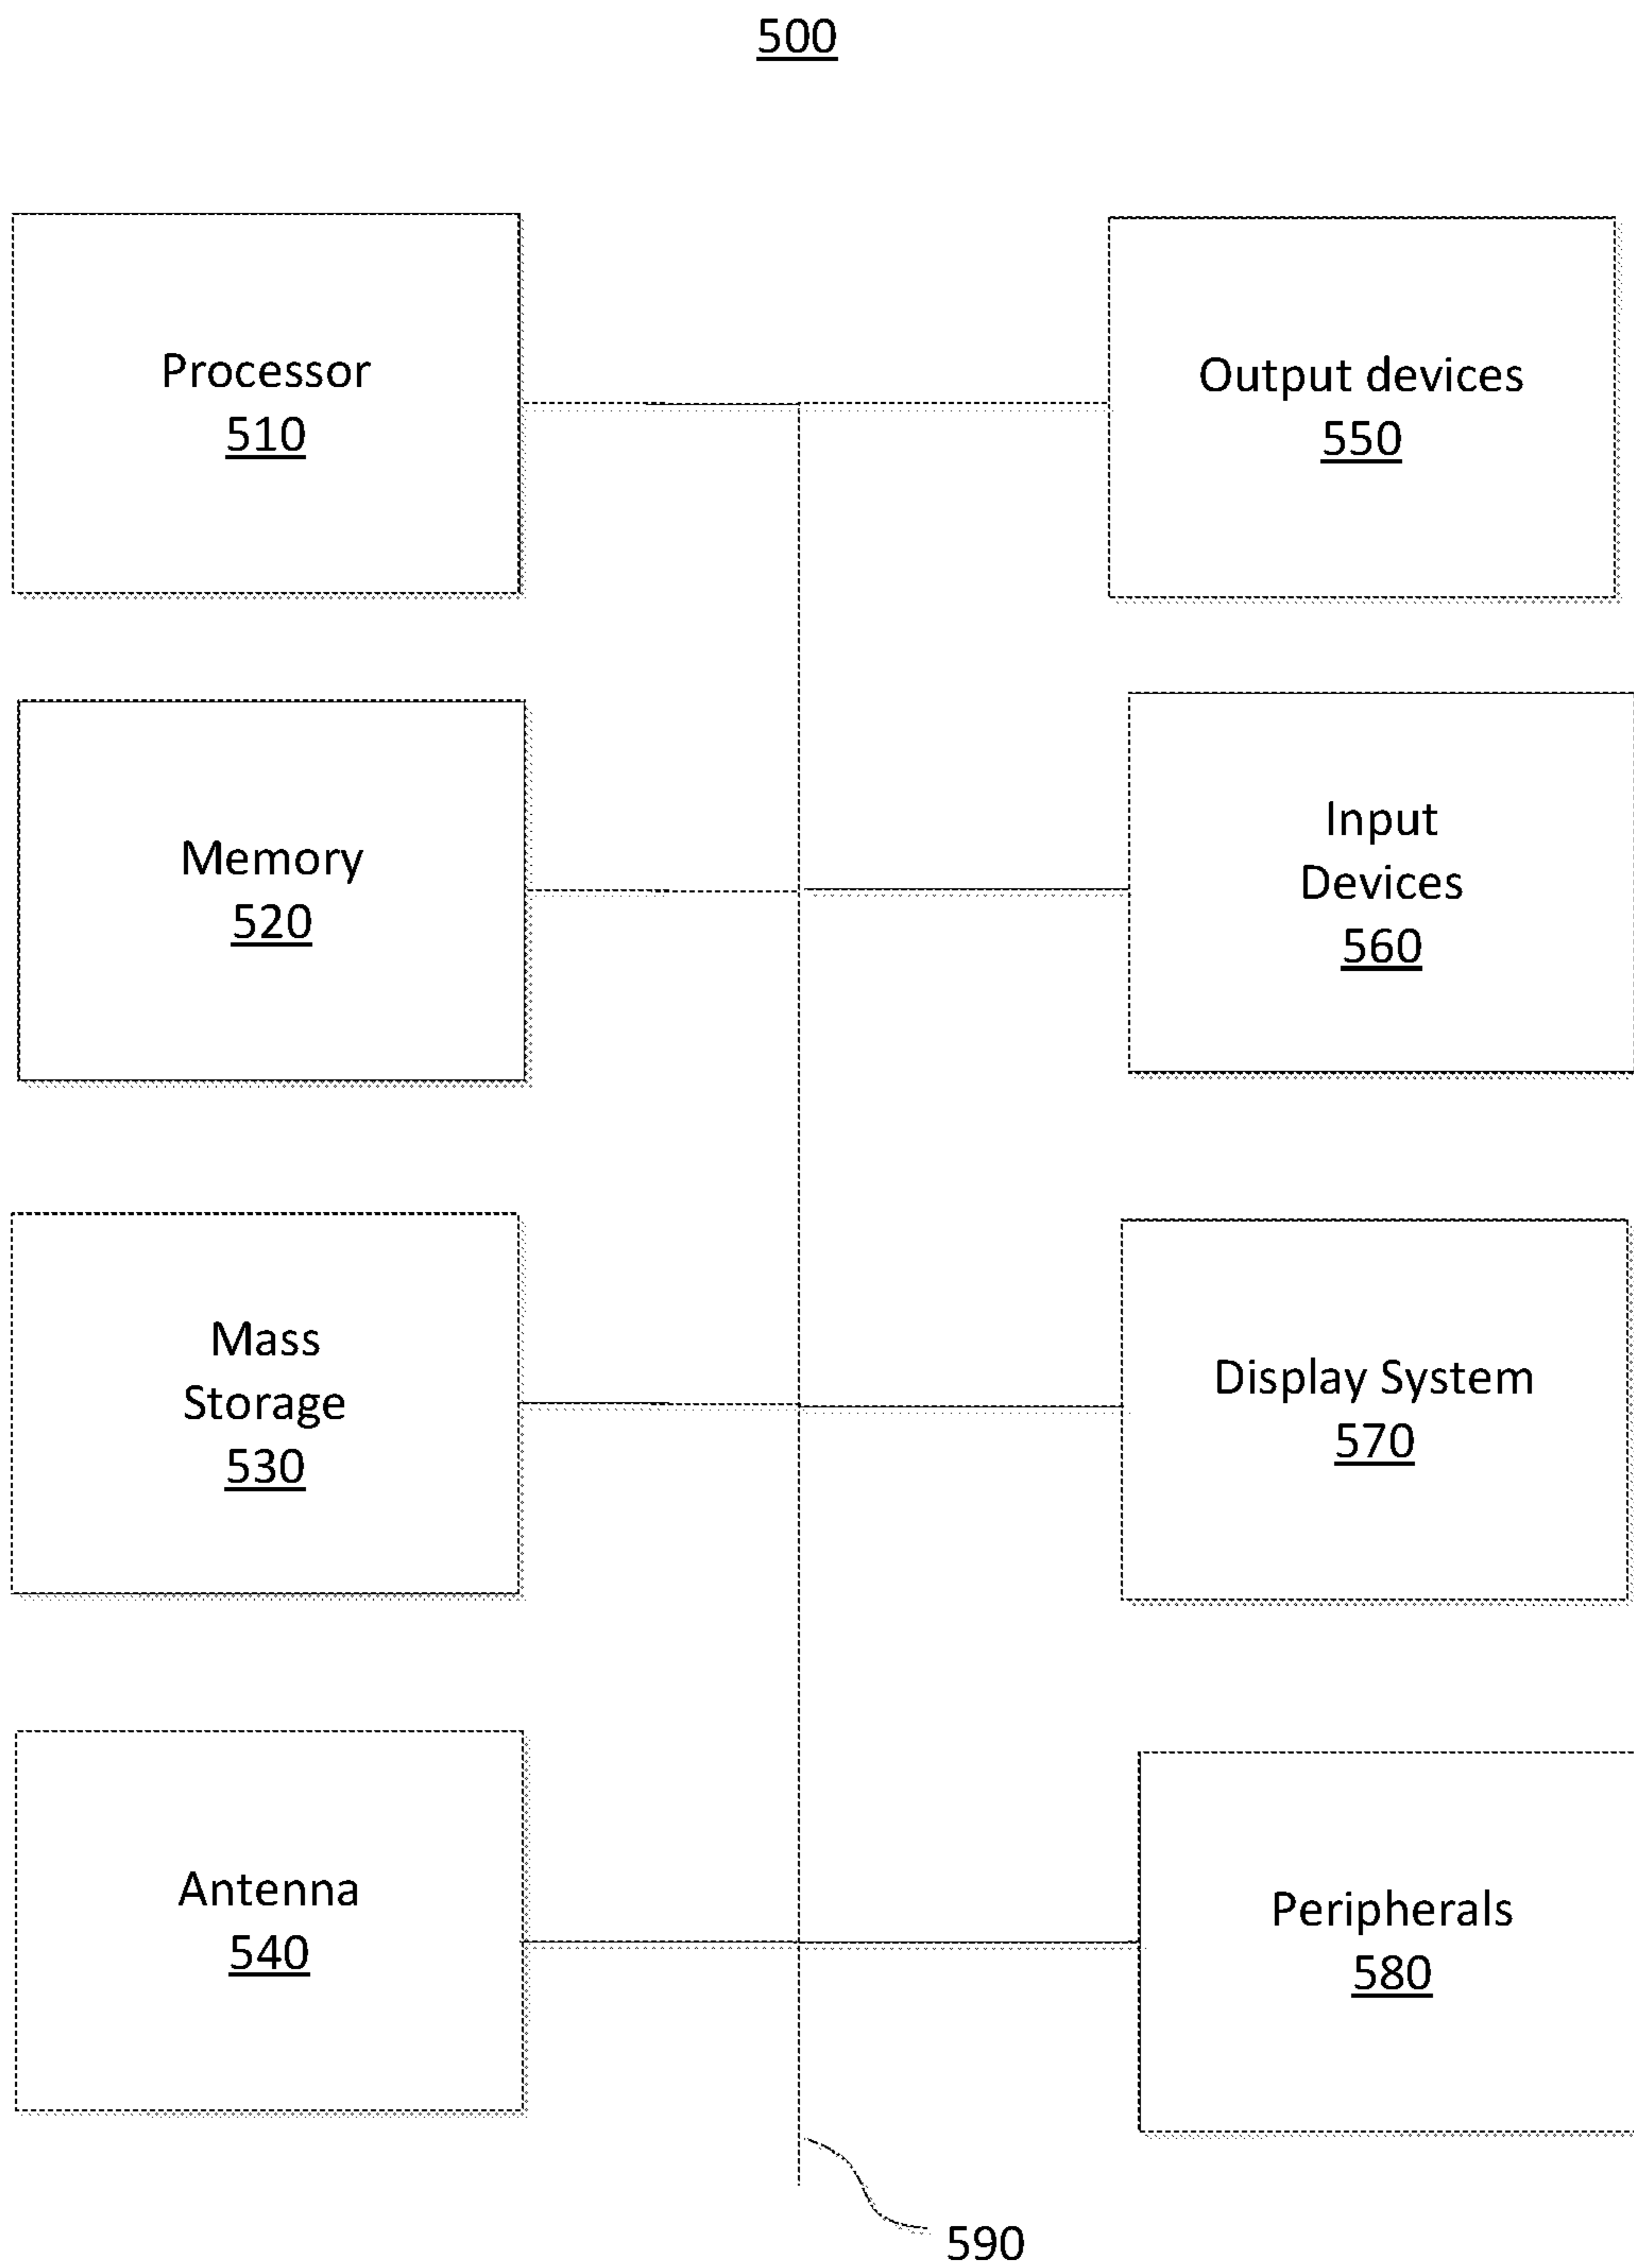 500
Processor
510
Output devices
550
Memory
520
Input
Devices
560
Mass
Storage
530
Display System
570
Antenna
540
Peripherals
580
590